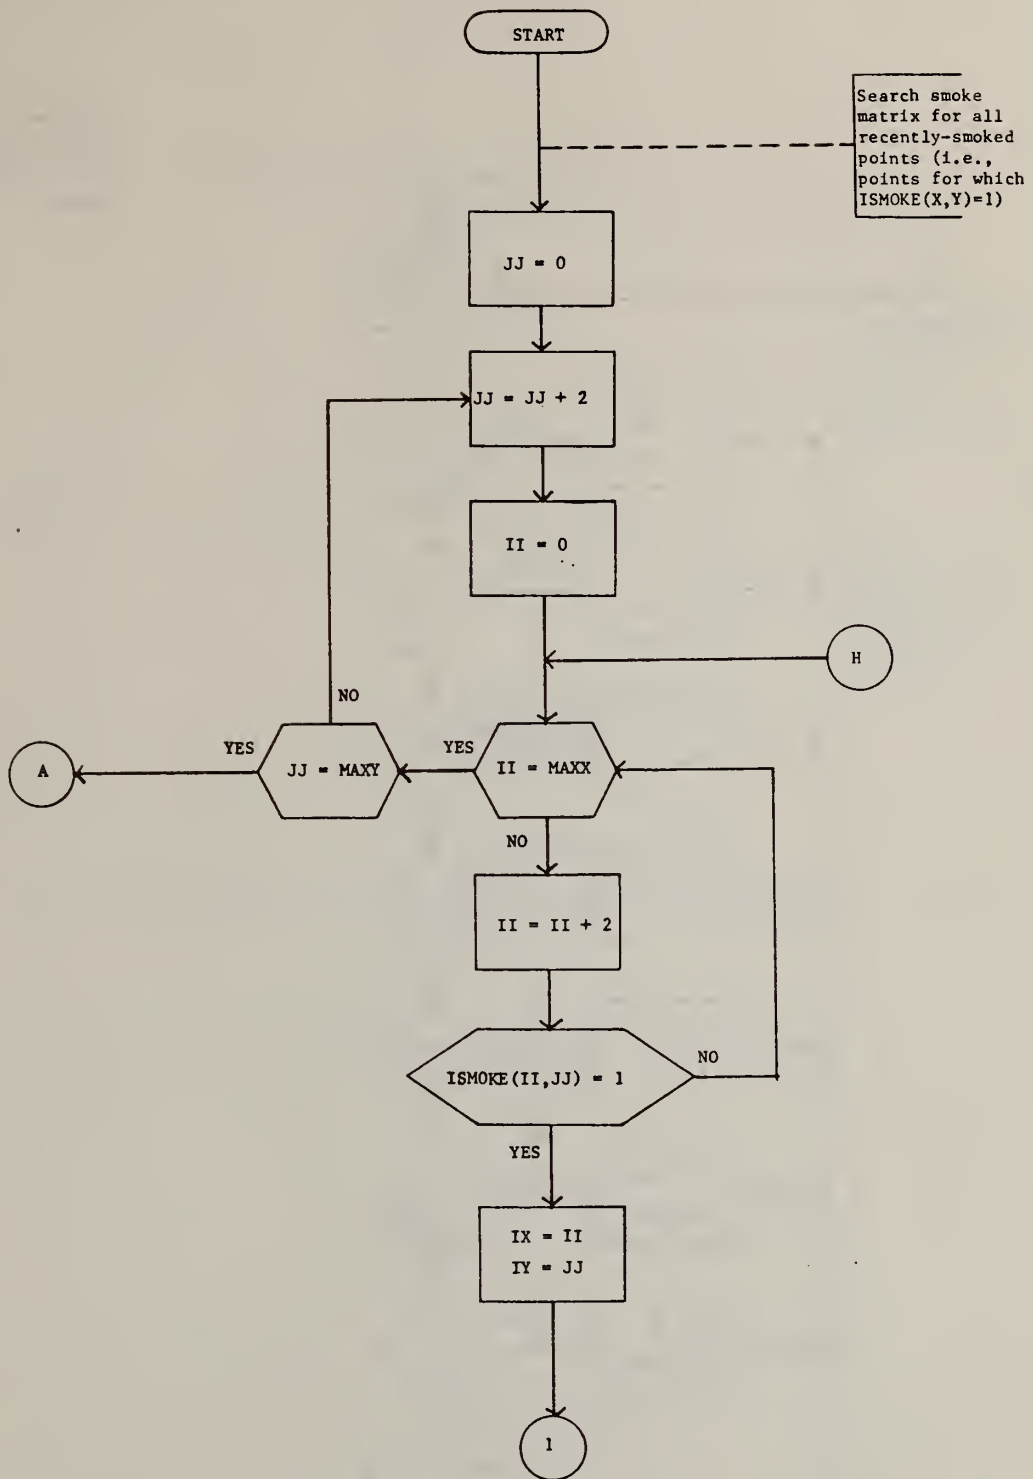 START
Search smoke
matrix for all
recently-smoked
points (i.e.,
points for which
ISMOKE(X,Y)=1)
JJ = 0
JJ = JJ + 2
II = 0
H
NO
YES
YES
A
JJ = MAXY
II = MAXX
NO
II = II + 2
NO
ISMOKE(II,JJ) = 1
YES
IX = II
IY = JJ
1